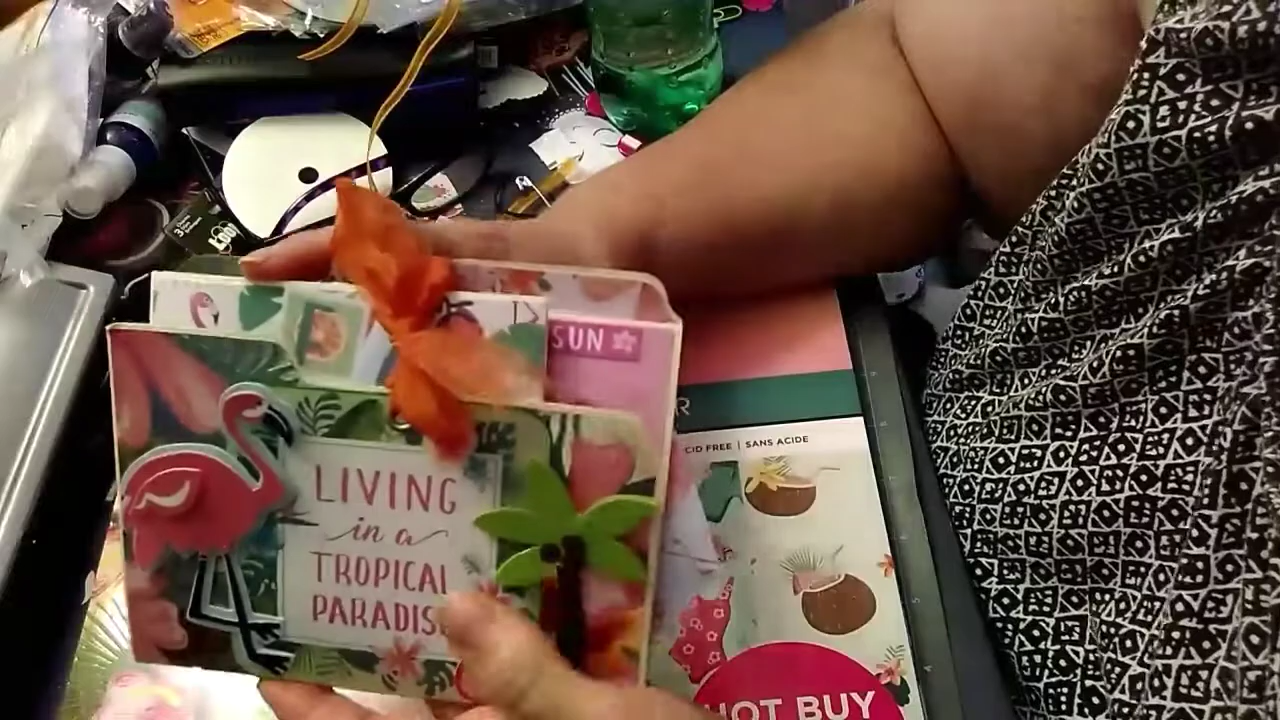 SUN
LIVING
in a
TROPICAL
PARADIS
CID FREE | SANS ACIDE
HOT BUY